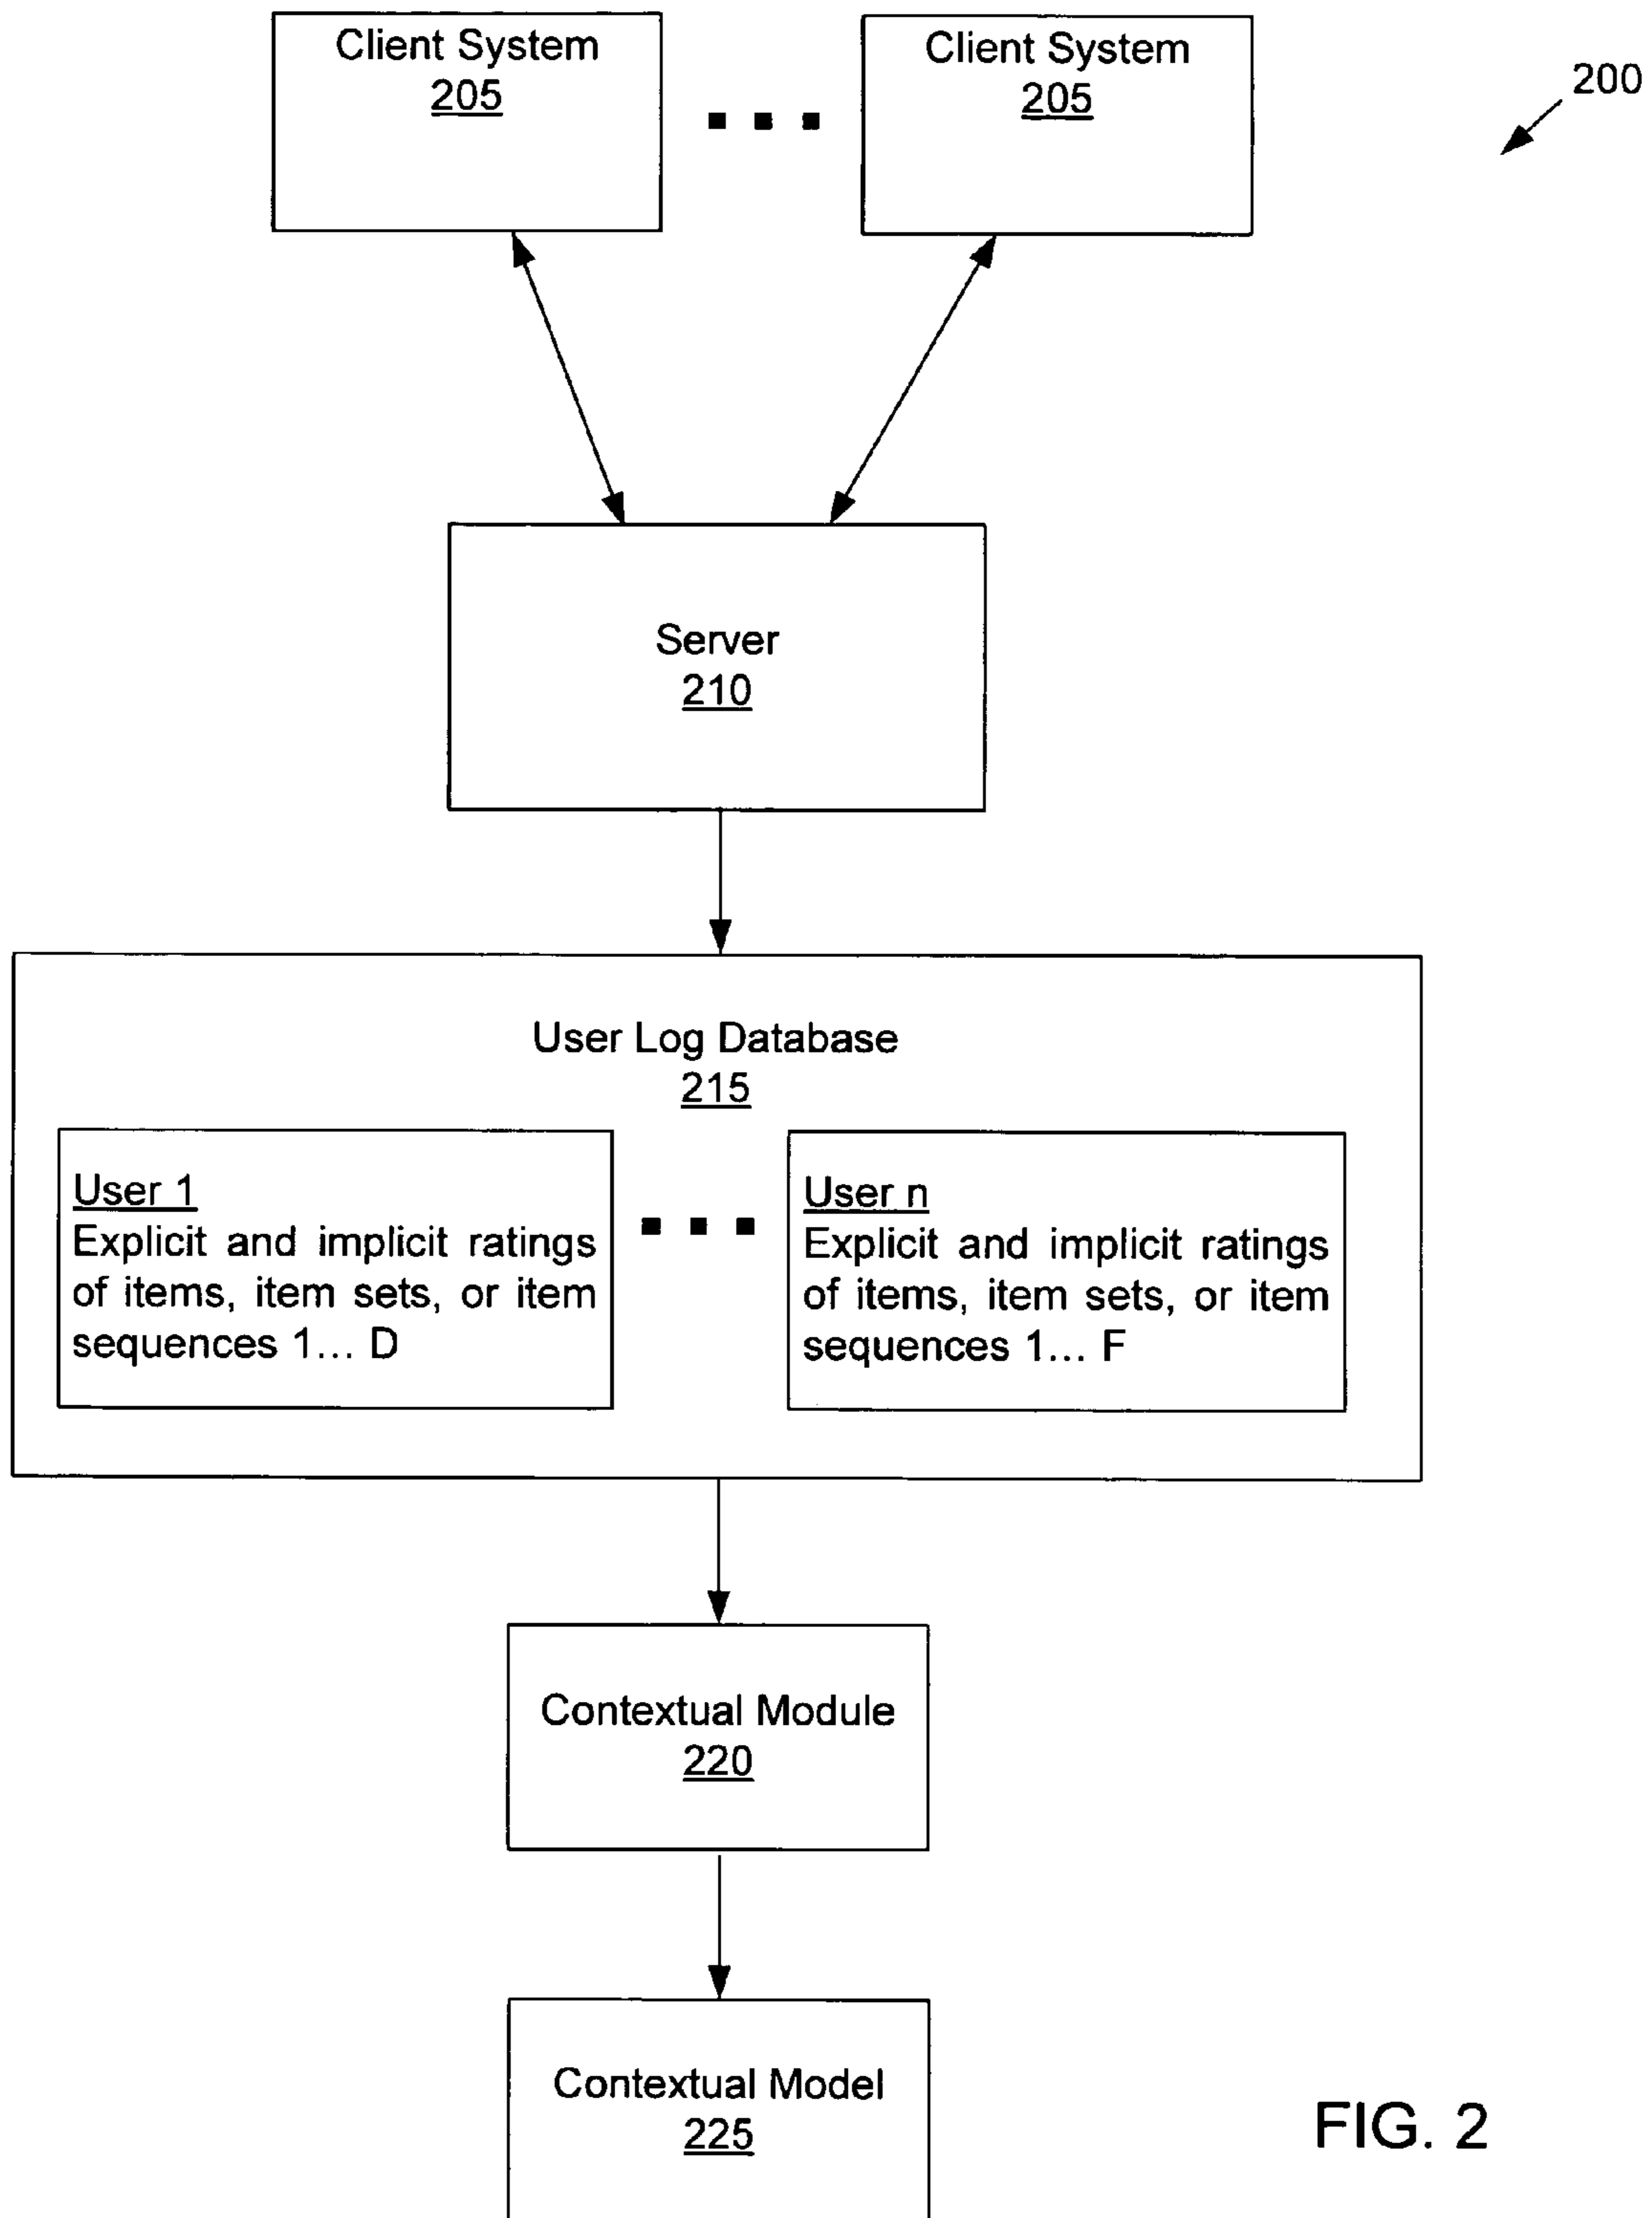 Client System
205
Client System
205
200
Server
210
User Log Database
215
User 1
Explicit and implicit ratings
of items, item sets, or item
sequences 1... D
User n
Explicit and implicit ratings
of items, item sets, or item
sequences 1... F
Contextual Module
220
Contextual Model
225
FIG. 2